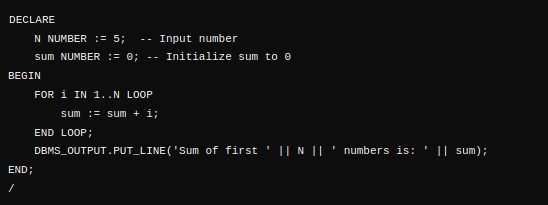 DECLARE
    N NUMBER := 5;  -- Input number
    sum NUMBER := 0; -- Initialize sum to 0
BEGIN
    FOR i IN 1..N LOOP
        sum := sum + i;
    END LOOP;
    DBMS_OUTPUT.PUT_LINE('Sum of first ' || N || ' numbers is: ' || sum);
END;
/